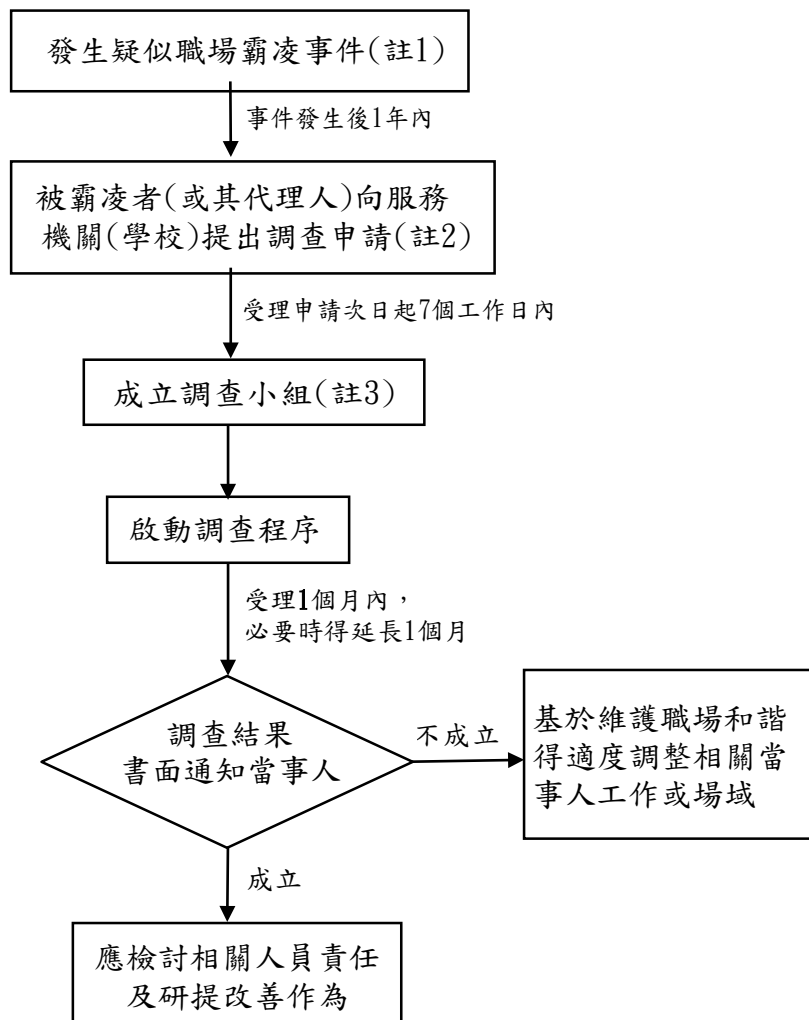 發生疑似職場霸凌事件(註1)
事件發生後1年內
被霸凌者(或其代理人)向服務
機關(學校)提出調查申請(註2)
受理申請次日起7個工作日內
成立調查小組(註3)
啟動調查程序
受理1個月內，
必要時得延長1個月
調查結果
書面通知當事人
不成立
基於維護職場和諧
得適度調整相關當
事人工作或場域
成立
應檢討相關人員責任
及研提改善作為